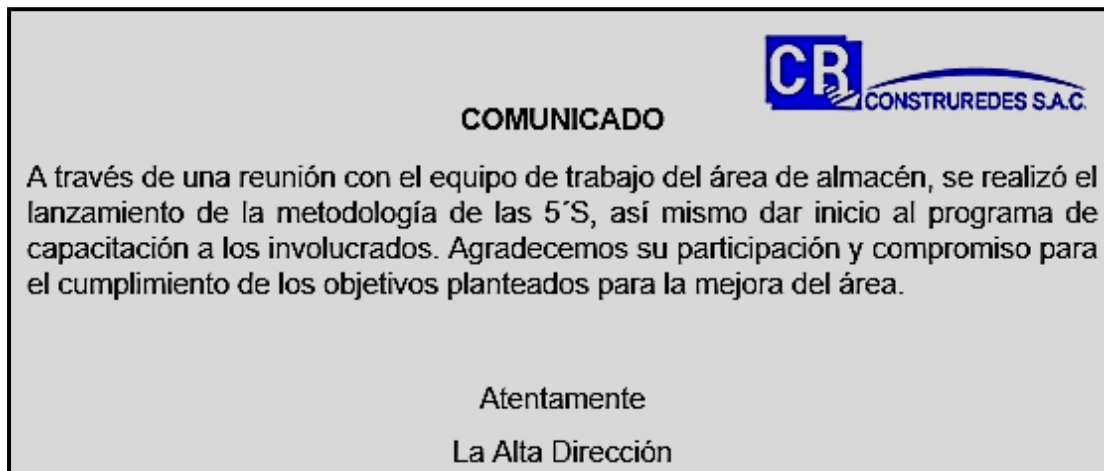 CR CONSTRUREDES S.A.C.
COMUNICADO
A través de una reunión con el equipo de trabajo del área de almacén, se realizó el
lanzamiento de la metodología de las 5´S, así mismo dar inicio al programa de
capacitación a los involucrados. Agradecemos su participación y compromiso para
el cumplimiento de los objetivos planteados para la mejora del área.
Atentamente
La Alta Dirección